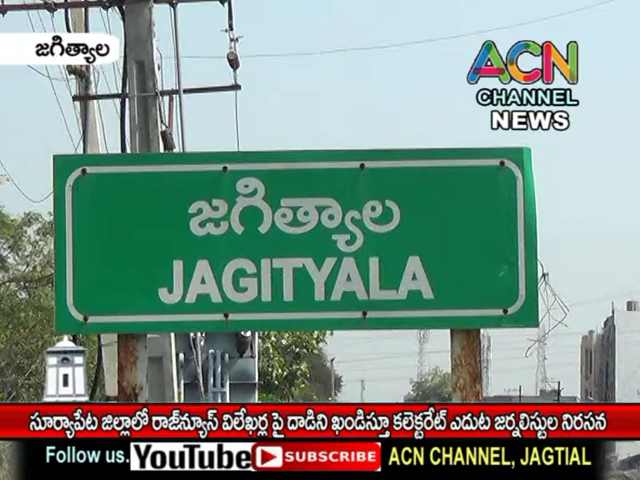 జగిత్యాల
ACN
CHANNEL
NEWS
జగిత్యాల
JAGITYALA
సూర్యాపేట జిల్లాలో రాజ్‌న్యూస్ విలేఖర్ల పై దాడిని ఖండిస్తూ కలెక్టరేట్ ఎదుట జర్నలిస్టుల నిరసన
Follow us. YouTube SUBSCRIBE ACN CHANNEL, JAGTIAL